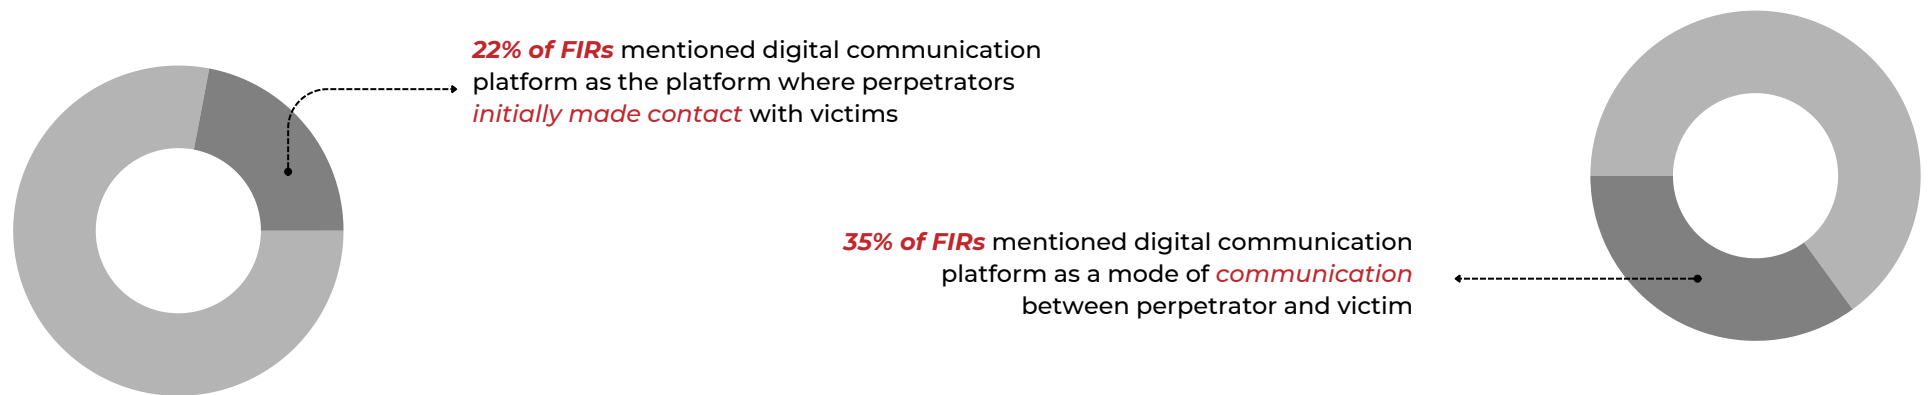 22% of FIRs mentioned digital communication
platform as the platform where perpetrators
initially made contact with victims
35% of FIRs mentioned digital communication
platform as a mode of communication
between perpetrator and victim